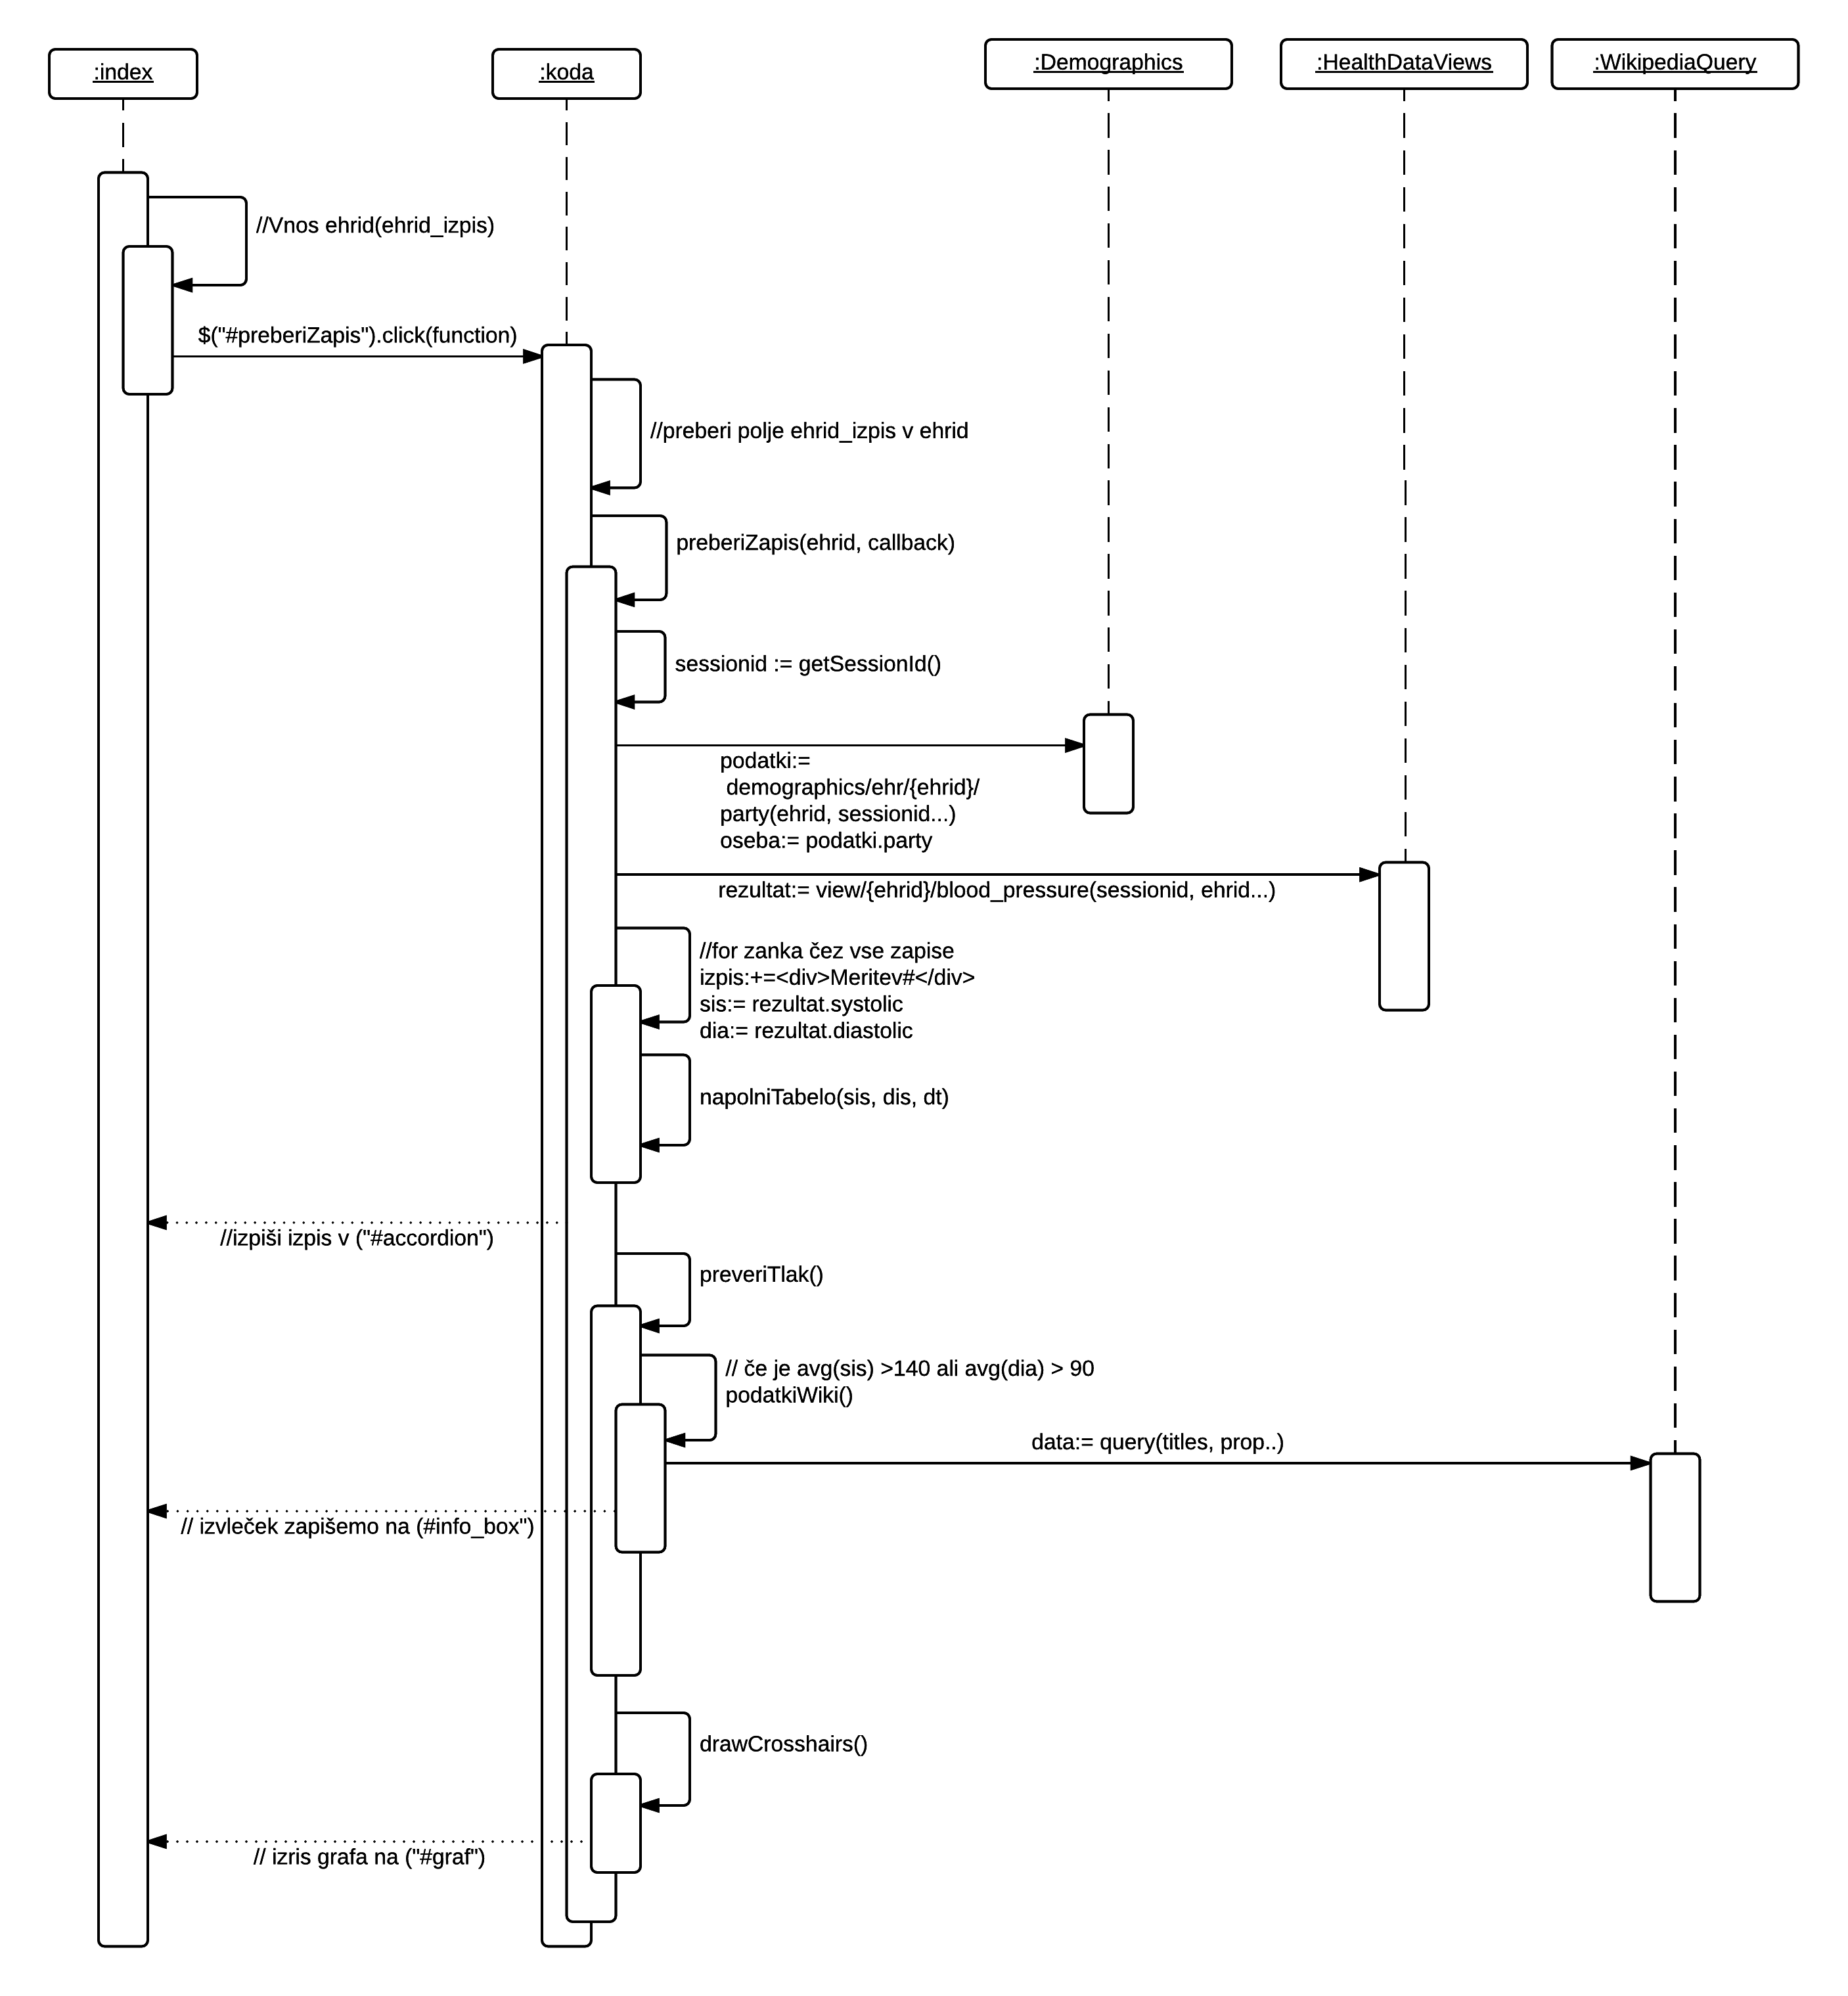 :index
:koda
:Demographics
:HealthDataViews
:WikipediaQuery
//Vnos ehrid(ehrid_izpis)
$("#preberiZapis").click(function)
//preberi polje ehrid_izpis v ehrid
preberiZapis(ehrid, callback)
sessionid := getSessionId()
podatki:=
demographics/ehr/{ehrid}/
party(ehrid, sessionid...)
oseba:= podatki.party
rezultat:= view/{ehrid}/blood_pressure(sessionid, ehrid...)
//for zanka čez vse zapise
izpis:+=<div>Meritev#</div>
sis:= rezultat.systolic
dia:= rezultat.diastolic
napolniTabelo(sis, dis, dt)
//izpiši izpis v ("#accordion")
preveriTlak()
// če je avg(sis) >140 ali avg(dia) > 90
podatkiWiki()
data:= query(titles, prop..)
// izvleček zapišemo na (#info_box")
drawCrosshairs()
// izris grafa na ("#graf")